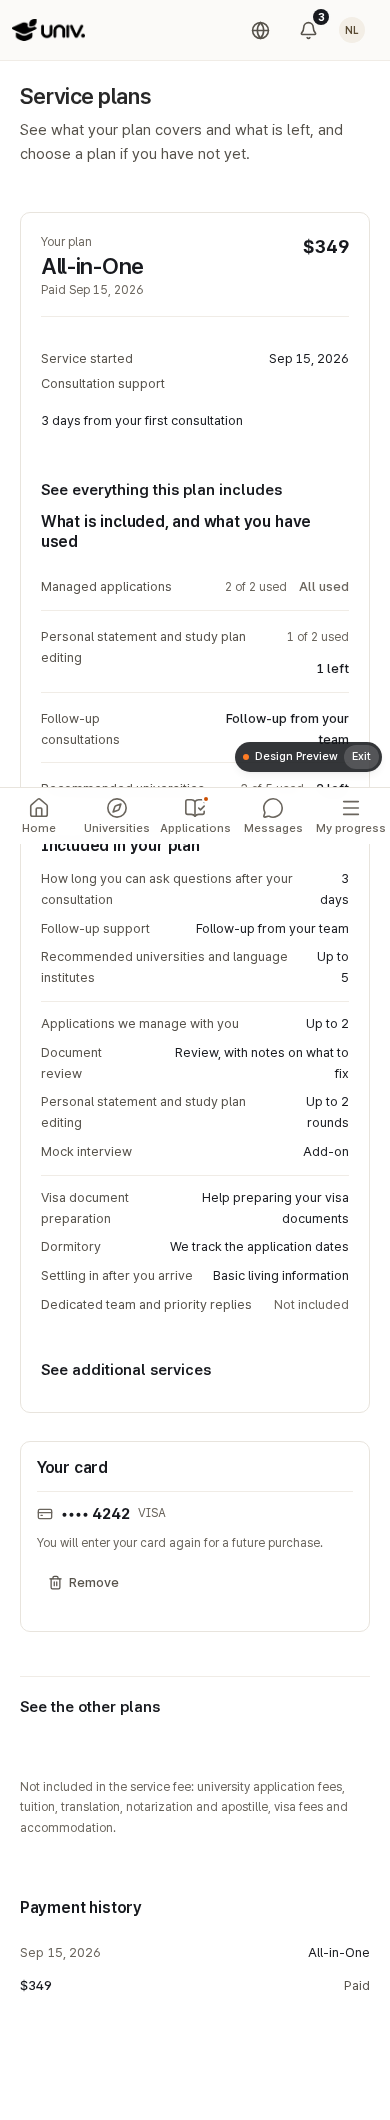 UNIV.
3
NL
Service plans
See what your plan covers and what is left, and
choose a plan if you have not yet.
Your plan
$349
All-in-One
Paid Sep 15, 2026
Service started
Sep 15, 2026
Consultation support
3 days from your first consultation
See everything this plan includes
What is included, and what you have
used
Managed applications
2 of 2 used
All used
Personal statement and study plan
editing
1 of 2 used
1 left
Follow-up
consultations
Follow-up from your
team
Design Preview
Exit
Home
Universities
Applications
Messages
My progress
Included in your plan
How long you can ask questions after your
consultation
3
days
Follow-up support
Follow-up from your team
Recommended universities and language
institutes
Up to
5
Applications we manage with you
Up to 2
Document
review
Review, with notes on what to
fix
Personal statement and study plan
editing
Up to 2
rounds
Mock interview
Add-on
Visa document
preparation
Help preparing your visa
documents
Dormitory
We track the application dates
Settling in after you arrive
Basic living information
Dedicated team and priority replies
Not included
See additional services
Your card
•••• 4242
VISA
You will enter your card again for a future purchase.
Remove
See the other plans
Not included in the service fee: university application fees,
tuition, translation, notarization and apostille, visa fees and
accommodation.
Payment history
Sep 15, 2026
All-in-One
$349
Paid